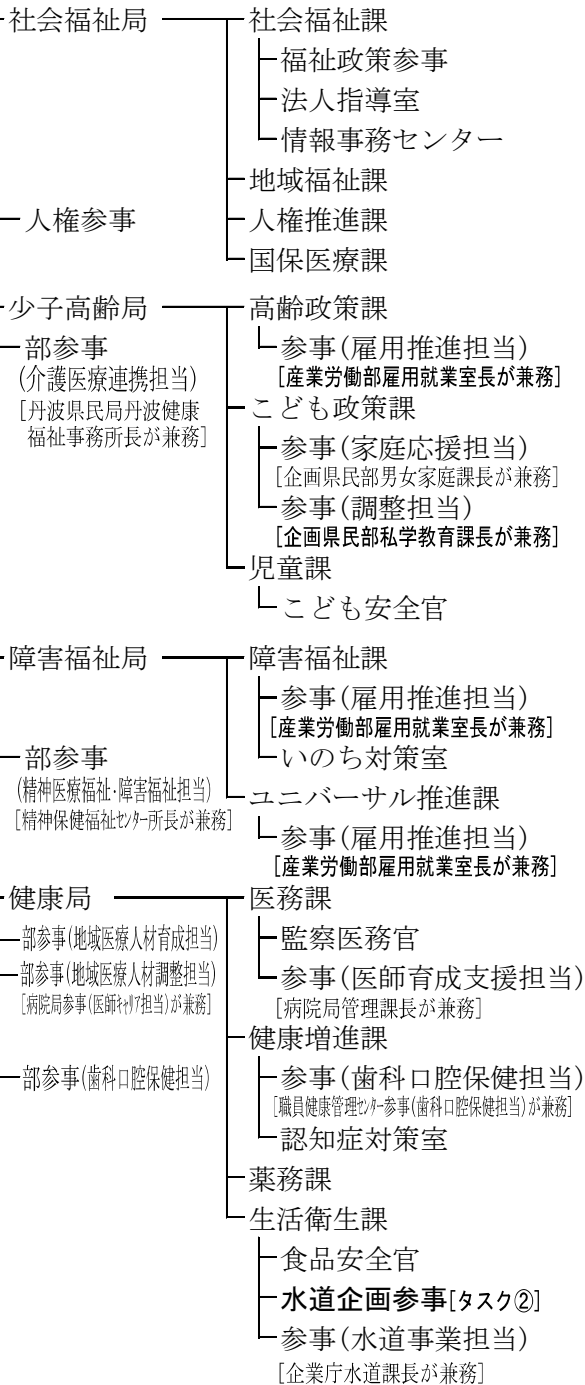 社会福祉局
社会福祉課
福祉政策参事
法人指導室
情報事務センター
地域福祉課
人権参事
人権推進課
国保医療課
少子高齢局
高齢政策課
部参事
(介護医療連携担当)
[丹波県民局丹波健康
福祉事務所長が兼務]
参事(雇用推進担当)
[産業労働部雇用就業室長が兼務]
こども政策課
参事(家庭応援担当)
[企画県民部男女家庭課長が兼務]
参事(調整担当)
[企画県民部私学教育課長が兼務]
児童課
こども安全官
障害福祉局
障害福祉課
参事(雇用推進担当)
[産業労働部雇用就業室長が兼務]
いのち対策室
部参事
(精神医療福祉・障害福祉担当)
[精神保健福祉センター所長が兼務]
ユニバーサル推進課
参事(雇用推進担当)
[産業労働部雇用就業室長が兼務]
健康局
医務課
部参事(地域医療人材育成担当)
部参事(地域医療人材調整担当)
[病院局参事(医師キャリア担当)が兼務]
監察医務官
参事(医師育成支援担当)
[病院局管理課長が兼務]
健康増進課
部参事(歯科口腔保健担当)
参事(歯科口腔保健担当)
[職員健康管理センター参事(歯科口腔保健担当)が兼務]
認知症対策室
薬務課
生活衛生課
食品安全官
水道企画参事[タスク②]
参事(水道事業担当)
[企業庁水道課長が兼務]